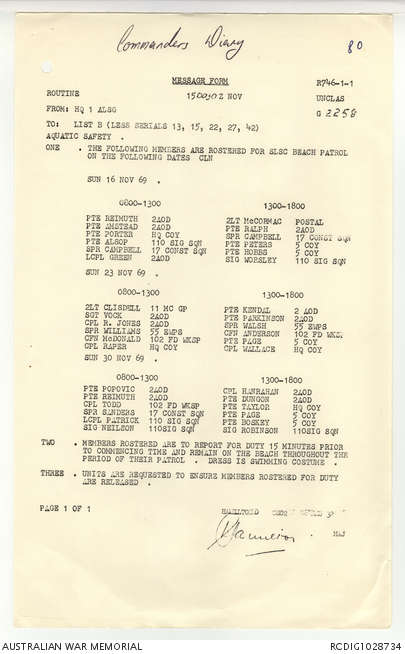 Commanders Diary
80
MESSAGE FORM
R746-1-1
ROUTINE 150030Z NOV UNCLAS
G 2258
FROM: HQ 1 ALSG
TO: LIST B (LESS SERIALS 13, 15, 22, 27, 42)
AQUATIC SAFETY .
ONE . THE FOLLOWING MEMBERS ARE ROSTERED FOR SLSC BEACH PATROL
ON THE FOLLOWING DATES CLN
SUN 16 NOV 69 .
0800-1300 1300-1800
PTE REIMUTH 2AOD 2LT McCORMAC POSTAL
PTE AMSTEAD 2AOD PTE RALPH 2AOD
PTE PORTER HQ COY SPR CAMPBELL 17 CONST SQN
PTE ALSOP 110 SIG SQN PTE PETERS 5 COY
SPR CAMPBELL 17 CONST SQN PTE HOBBS 5 COY
LCPL GREEN 2AOD SIG WORSLEY 110 SIG SQN
SUN 23 NOV 69 .
0800-1300 1300-1800
2LT CLISDELL 11 MC GP PTE KENDAL 2 AOD
SGT VOCK 2AOD PTE PARKINSON 2AOD
CPL R. JONES 2AOD SPR WALSH 55 EWPS
SPR WILLIAMS 55 EWPS CFN ANDERSON 102 FD WKSP
CFN McDONALD 102 FD WKSP PTE PAGE 5 COY
CPL RAPER HQ COY CPL WALLACE HQ COY
SUN 30 NOV 69 .
0800-1300 1300-1800
PTE POPOVIC 2AOD CPL HANRAHAN 2AOD
PTE REIMUTH 2AOD PTE DUNGON 2AOD
CPL TODD 102 FD WKSP PTE TAYLOR HQ COY
SPR SANDERS 17 CONST SQN PTE PAGE 5 COY
LCPL PATRICK 110 SIG SQN PTE BOSKEY 5 COY
SIG NEILSON 110SIG SQN SIG ROBINSON 110SIG SQN
TWO . MEMBERS ROSTERED ARE TO REPORT FOR DUTY 15 MINUTES PRIOR
TO COMMENCING TIME AND REMAIN ON THE BEACH THROUGHOUT THE
PERIOD OF THEIR PATROL . DRESS IS SWIMMING COSTUME .
THREE . UNITS ARE REQUESTED TO ENSURE MEMBERS ROSTERED FOR DUTY
ARE RELEASED .
PAGE 1 OF 1
MAJ
AUSTRALIAN WAR MEMORIAL RCDIG1028734